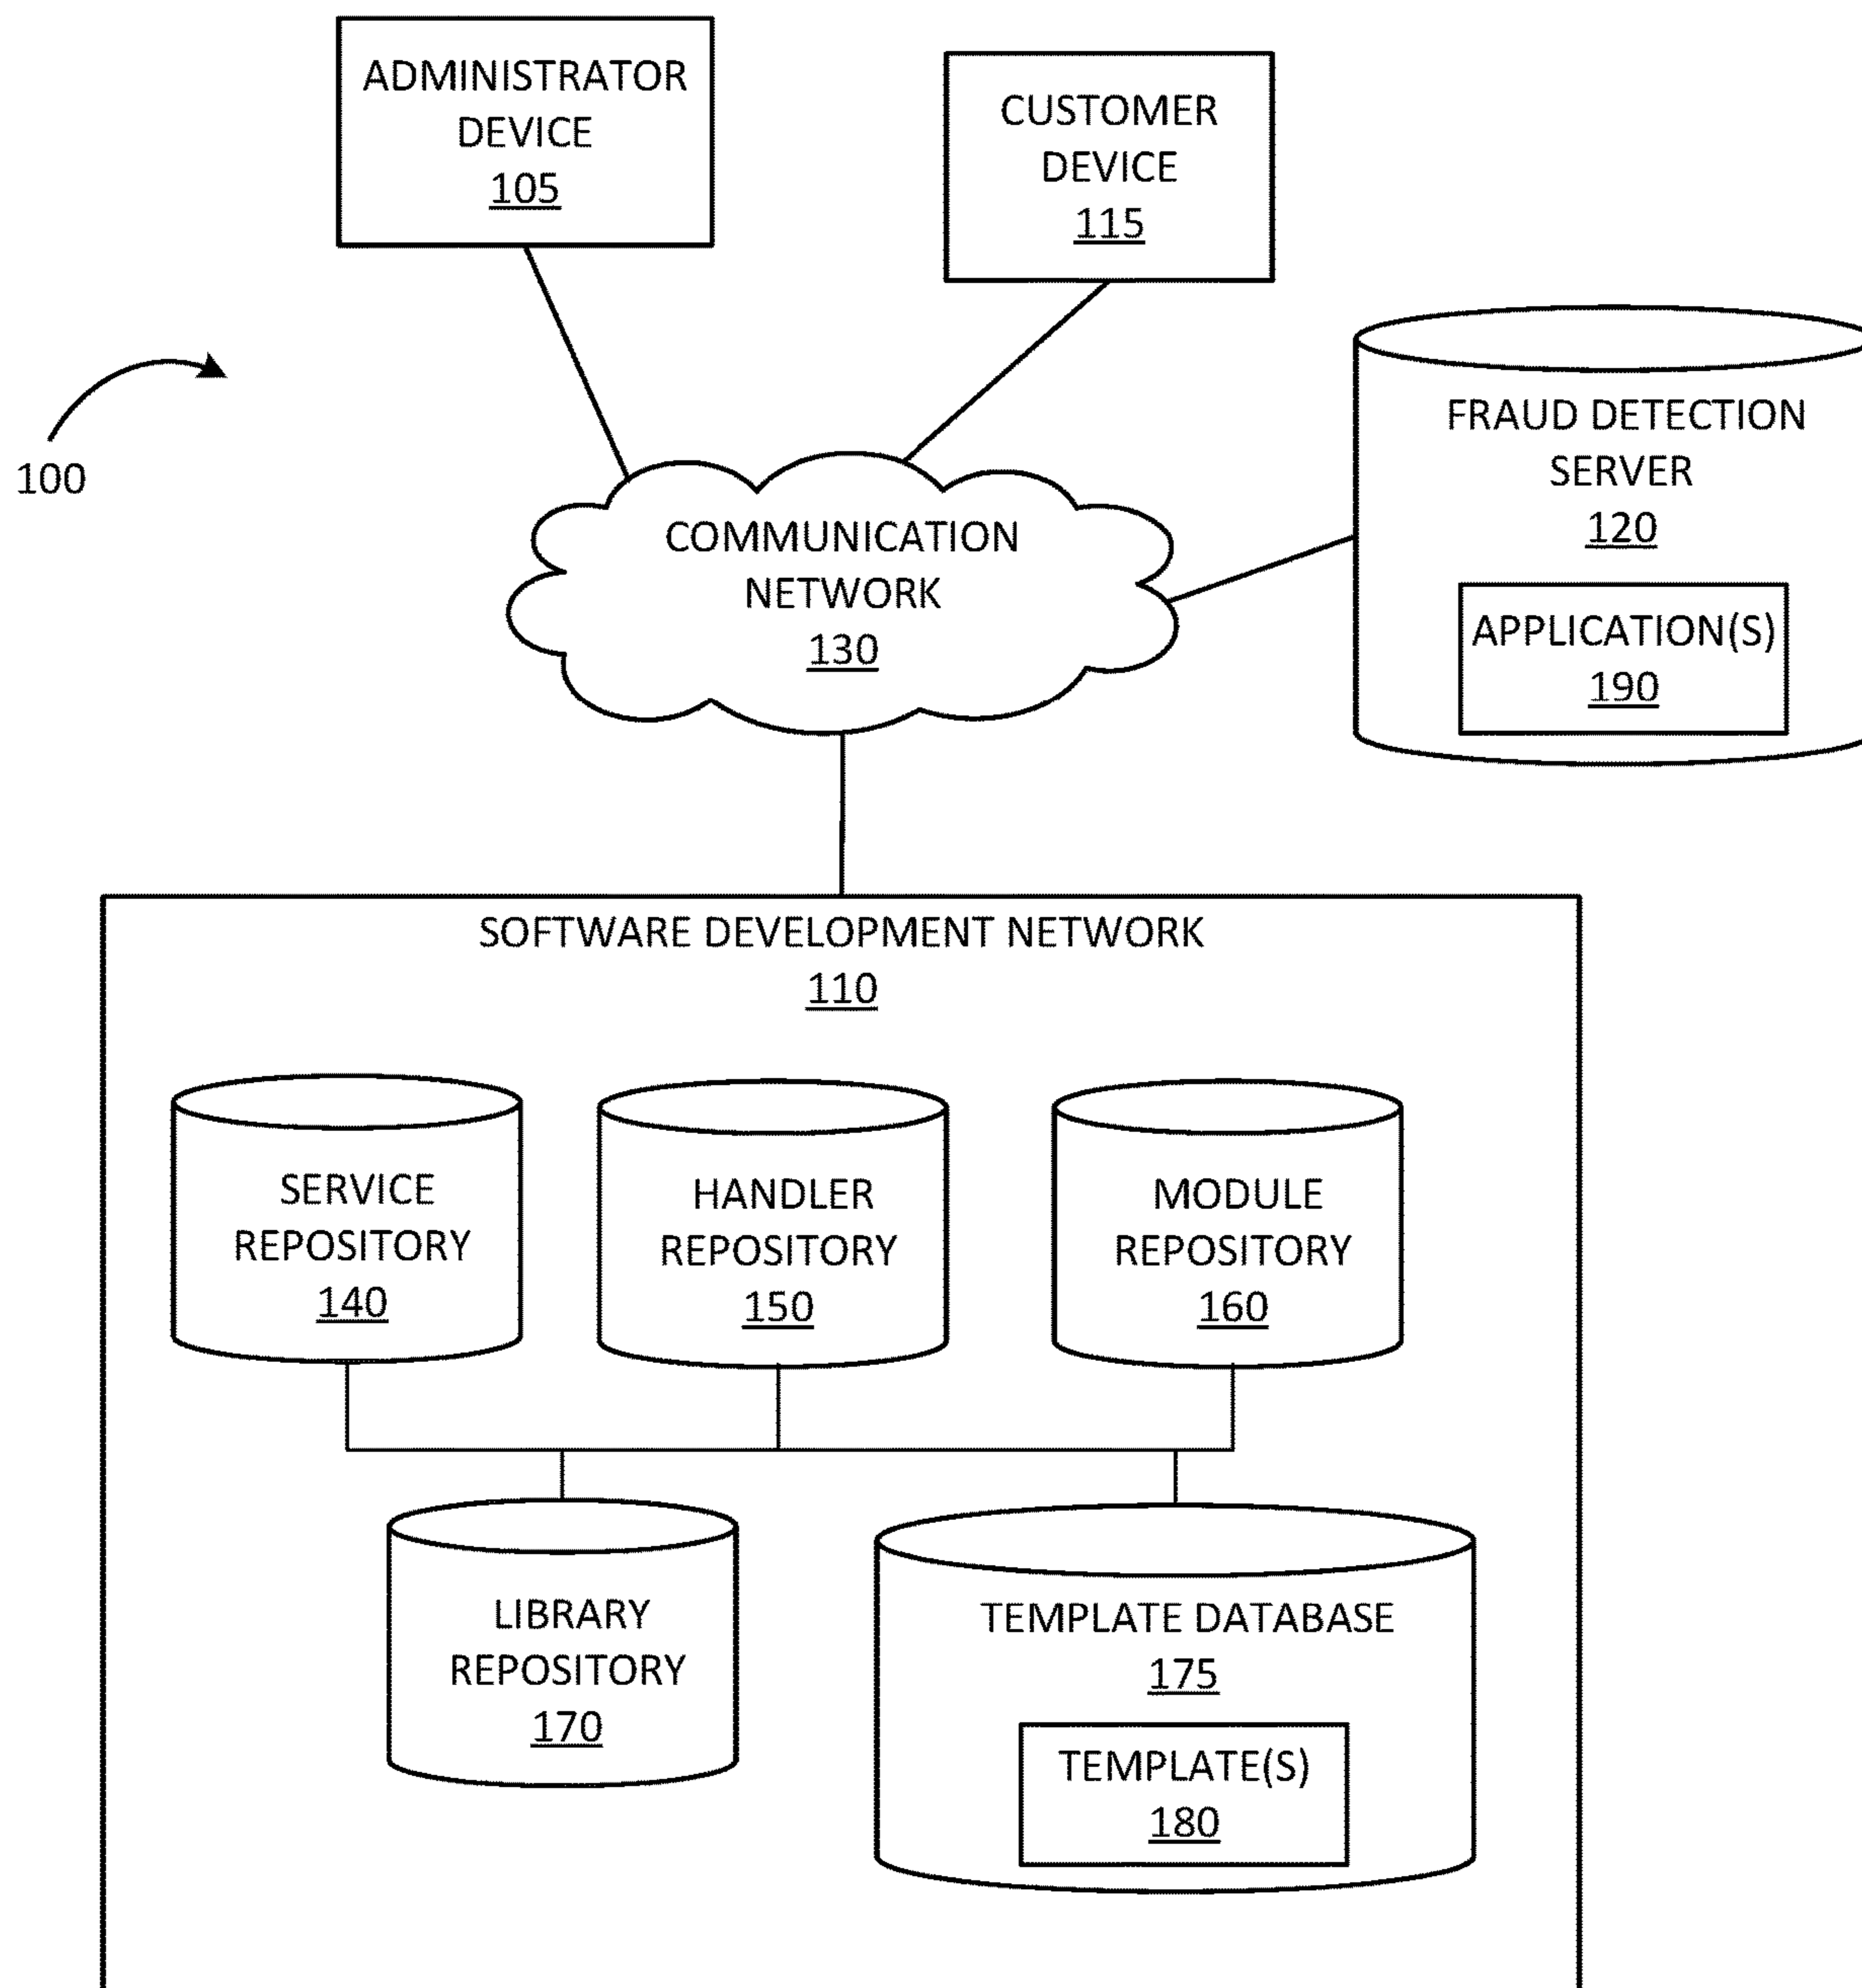 ADMINISTRATOR
DEVICE
105
CUSTOMER
DEVICE
115
100
FRAUD DETECTION
SERVER
120
APPLICATION(S)
190
COMMUNICATION
NETWORK
130
SOFTWARE DEVELOPMENT NETWORK
110
SERVICE
REPOSITORY
140
HANDLER
REPOSITORY
150
MODULE
REPOSITORY
160
LIBRARY
REPOSITORY
170
TEMPLATE DATABASE
175
TEMPLATE(S)
180